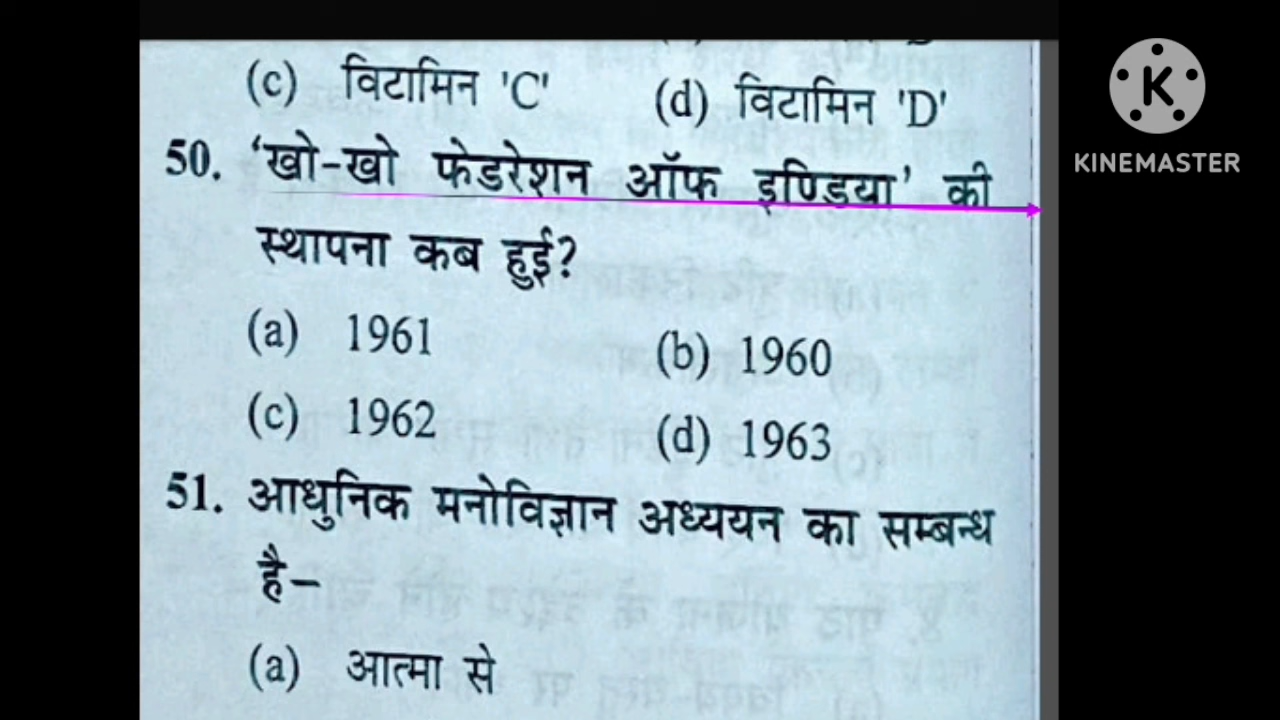 (c) विटामिन 'C' (d) विटामिन 'D'
50. 'खो-खो फेडरेशन ऑफ इण्डिया' की
स्थापना कब हुई?
(a) 1961 (b) 1960
(c) 1962 (d) 1963
51. आधुनिक मनोविज्ञान अध्ययन का सम्बन्ध
है–
(a) आत्मा से
K
KINEMASTER